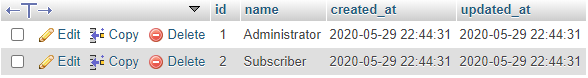 id name created_at updated_at
Edit Copy Delete 1 Administrator 2020-05-29 22:44:31 2020-05-29 22:44:31
Edit Copy Delete 2 Subscriber 2020-05-29 22:44:31 2020-05-29 22:44:31